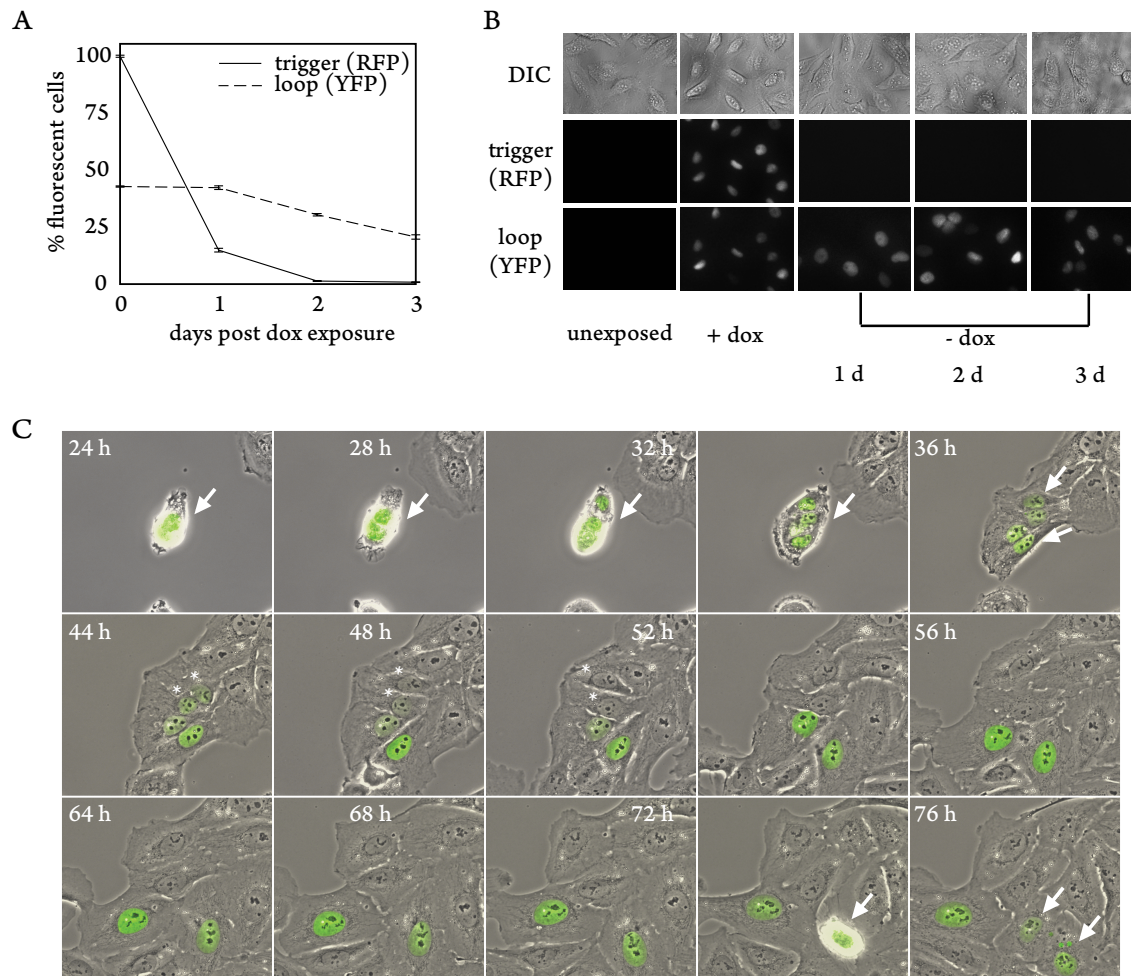 A
100
75
50
25
0
% fluorescent cells
trigger (RFP)
loop (YFP)
0 1 2 3
days post dox exposure
B
DIC
trigger
(RFP)
loop
(YFP)
unexposed + dox - dox
1 d 2 d 3 d
C
24 h 28 h 32 h 36 h
44 h 48 h 52 h 56 h
* *
* *
* *
64 h 68 h 72 h 76 h